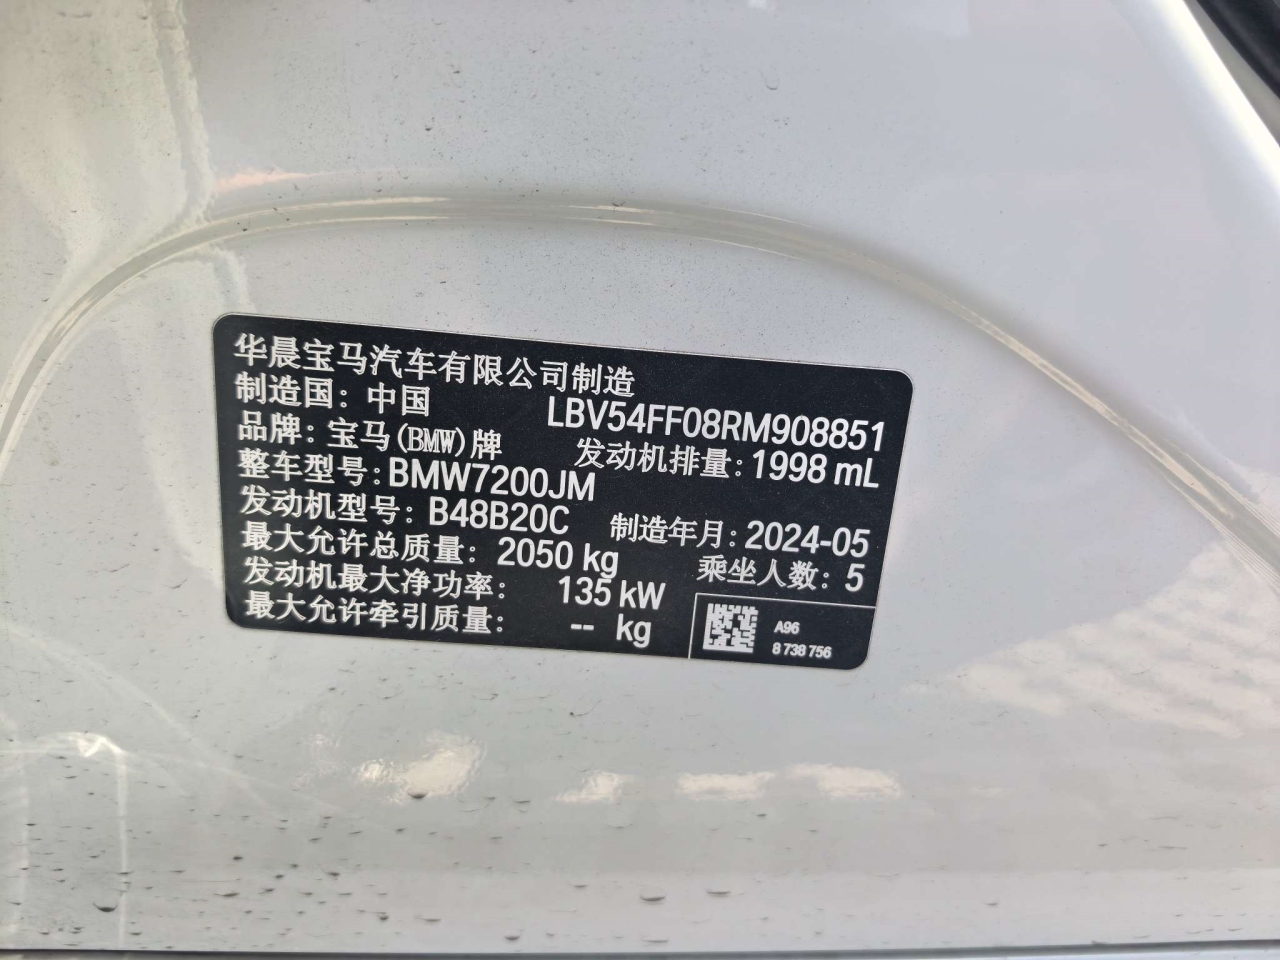 华晨宝马汽车有限公司制造
制造国：中国 LBV54FF08RM908851
品牌：宝马(BMW)牌 发动机排量：1998 mL
整车型号：BMW7200JM
发动机型号：B48B20C 制造年月：2024-05
最大允许总质量：2050 kg 乘坐人数：5
发动机最大净功率：135 kW
最大允许牵引质量：-- kg
A96
8 738 756